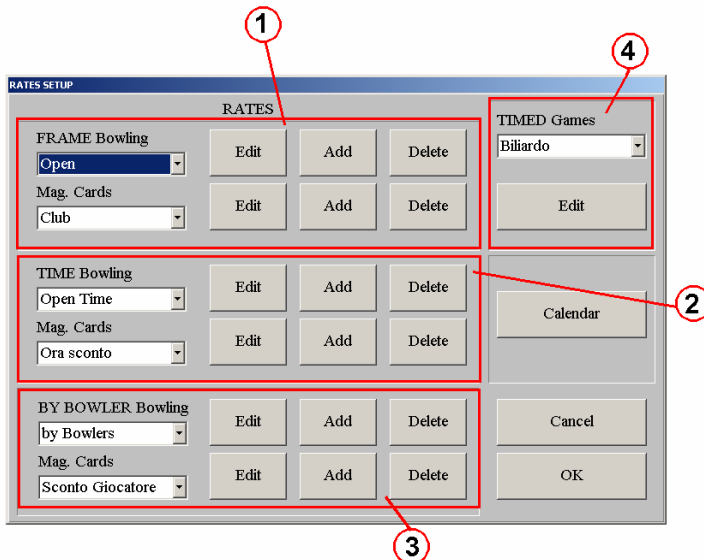 1
4
RATES SETUP
RATES
FRAME Bowling
Open
Edit Add Delete
Mag. Cards
Club
Edit Add Delete
TIMED Games
Biliardo
Edit
TIME Bowling
Open Time
Edit Add Delete
Mag. Cards
Ora sconto
Edit Add Delete
2
Calendar
BY BOWLER Bowling
by Bowlers
Edit Add Delete
Mag. Cards
Sconto Giocatore
Edit Add Delete
Cancel
OK
3